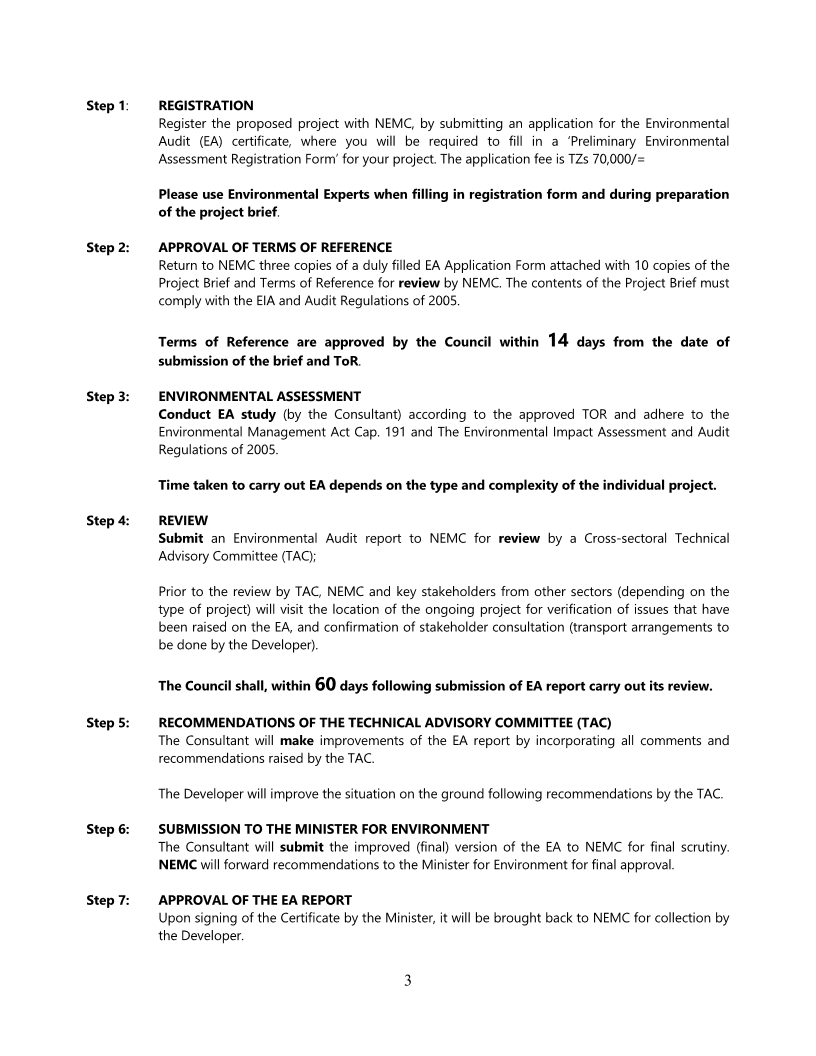 Step 1: REGISTRATION
Register the proposed project with NEMC, by submitting an application for the Environmental
Audit (EA) certificate, where you will be required to fill in a ‘Preliminary Environmental
Assessment Registration Form’ for your project. The application fee is TZs 70,000/=
Please use Environmental Experts when filling in registration form and during preparation
of the project brief.
Step 2: APPROVAL OF TERMS OF REFERENCE
Return to NEMC three copies of a duly filled EA Application Form attached with 10 copies of the
Project Brief and Terms of Reference for review by NEMC. The contents of the Project Brief must
comply with the EIA and Audit Regulations of 2005.
Terms of Reference are approved by the Council within 14 days from the date of
submission of the brief and ToR.
Step 3: ENVIRONMENTAL ASSESSMENT
Conduct EA study (by the Consultant) according to the approved TOR and adhere to the
Environmental Management Act Cap. 191 and The Environmental Impact Assessment and Audit
Regulations of 2005.
Time taken to carry out EA depends on the type and complexity of the individual project.
Step 4: REVIEW
Submit an Environmental Audit report to NEMC for review by a Cross-sectoral Technical
Advisory Committee (TAC);
Prior to the review by TAC, NEMC and key stakeholders from other sectors (depending on the
type of project) will visit the location of the ongoing project for verification of issues that have
been raised on the EA, and confirmation of stakeholder consultation (transport arrangements to
be done by the Developer).
The Council shall, within 60 days following submission of EA report carry out its review.
Step 5: RECOMMENDATIONS OF THE TECHNICAL ADVISORY COMMITTEE (TAC)
The Consultant will make improvements of the EA report by incorporating all comments and
recommendations raised by the TAC.
The Developer will improve the situation on the ground following recommendations by the TAC.
Step 6: SUBMISSION TO THE MINISTER FOR ENVIRONMENT
The Consultant will submit the improved (final) version of the EA to NEMC for final scrutiny.
NEMC will forward recommendations to the Minister for Environment for final approval.
Step 7: APPROVAL OF THE EA REPORT
Upon signing of the Certificate by the Minister, it will be brought back to NEMC for collection by
the Developer.
3